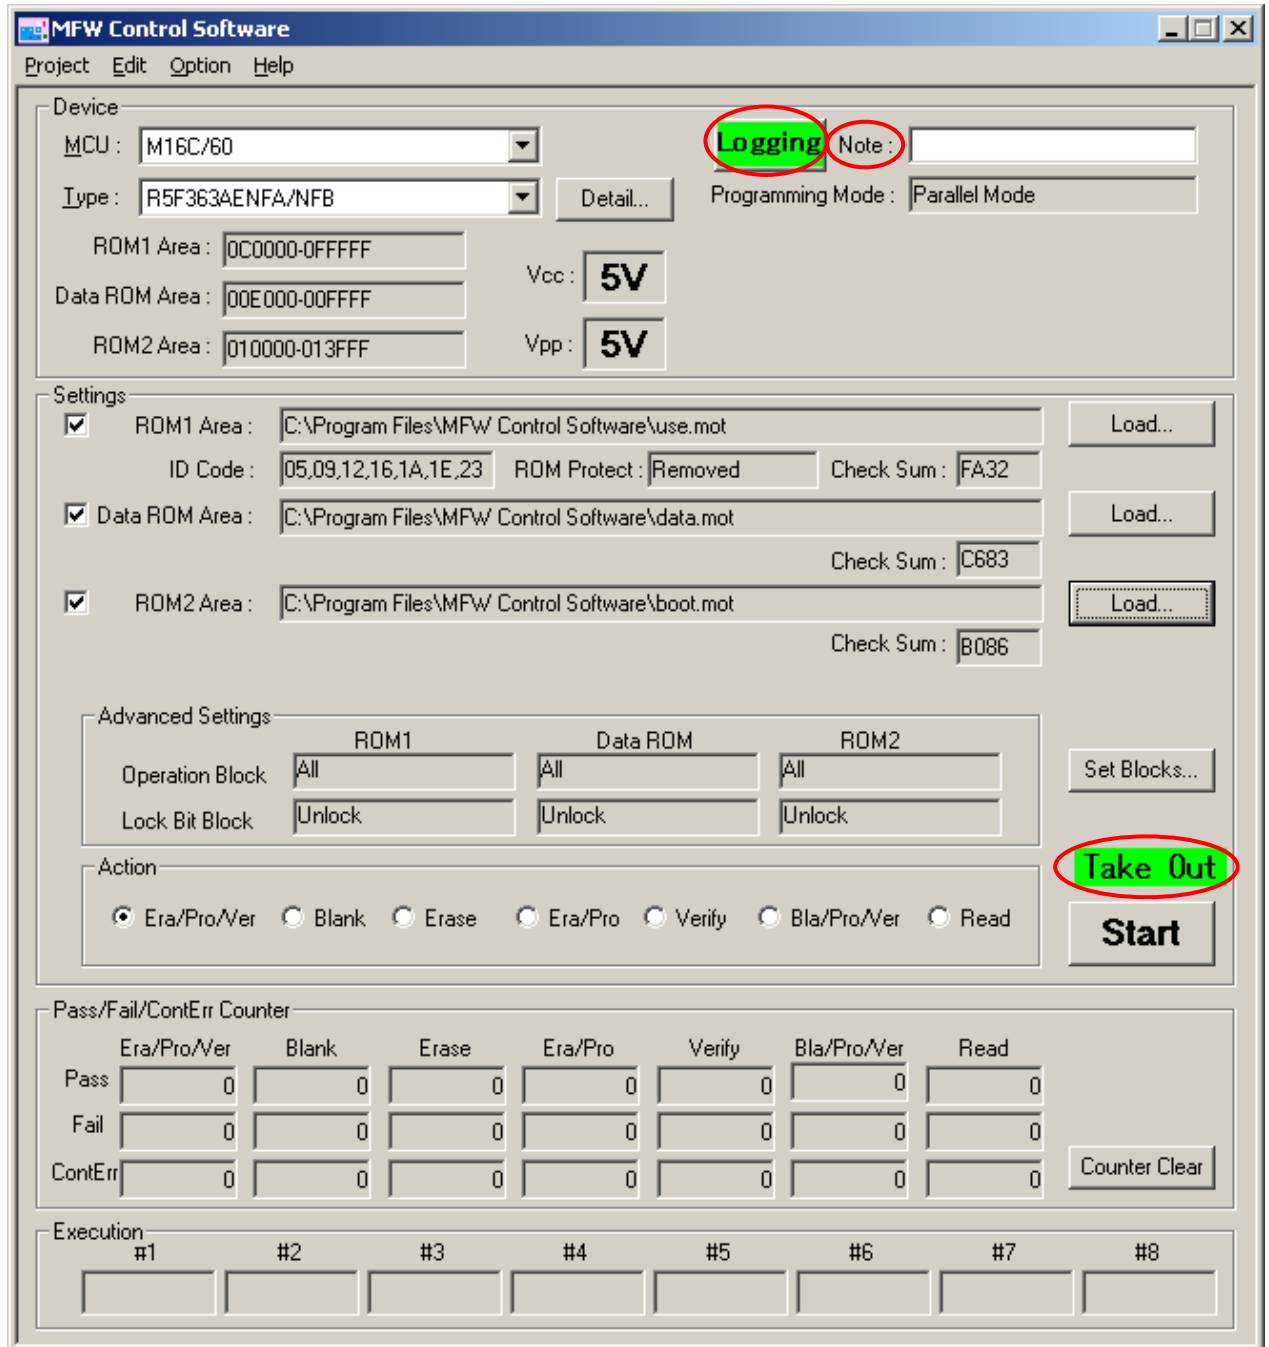 MFW Control Software
Project Edit Option Help
Device
MCU : M16C/60 Logging Note :
Type : R5F363AENFA/NFB Detail... Programming Mode : Parallel Mode
ROM1 Area : 0C0000-0FFFFF
Vcc : 5V
Data ROM Area : 00E000-00FFFF
ROM2 Area : 010000-013FFF Vpp : 5V
Settings
ROM1 Area : C:\Program Files\MFW Control Software\use.mot Load...
ID Code : 05,09,12,16,1A,1E,23 ROM Protect : Removed Check Sum : FA32
Data ROM Area : C:\Program Files\MFW Control Software\data.mot Load...
Check Sum : C683
ROM2 Area : C:\Program Files\MFW Control Software\boot.mot Load...
Check Sum : B086
Advanced Settings
ROM1 Data ROM ROM2
Operation Block All All All Set Blocks...
Lock Bit Block Unlock Unlock Unlock
Action Take Out
Era/Pro/Ver Blank Erase Era/Pro Verify Bla/Pro/Ver Read Start
Pass/Fail/ContErr Counter
Era/Pro/Ver Blank Erase Era/Pro Verify Bla/Pro/Ver Read
Pass 0 0 0 0 0 0 0
Fail 0 0 0 0 0 0 0
ContErr 0 0 0 0 0 0 0 Counter Clear
Execution
#1 #2 #3 #4 #5 #6 #7 #8